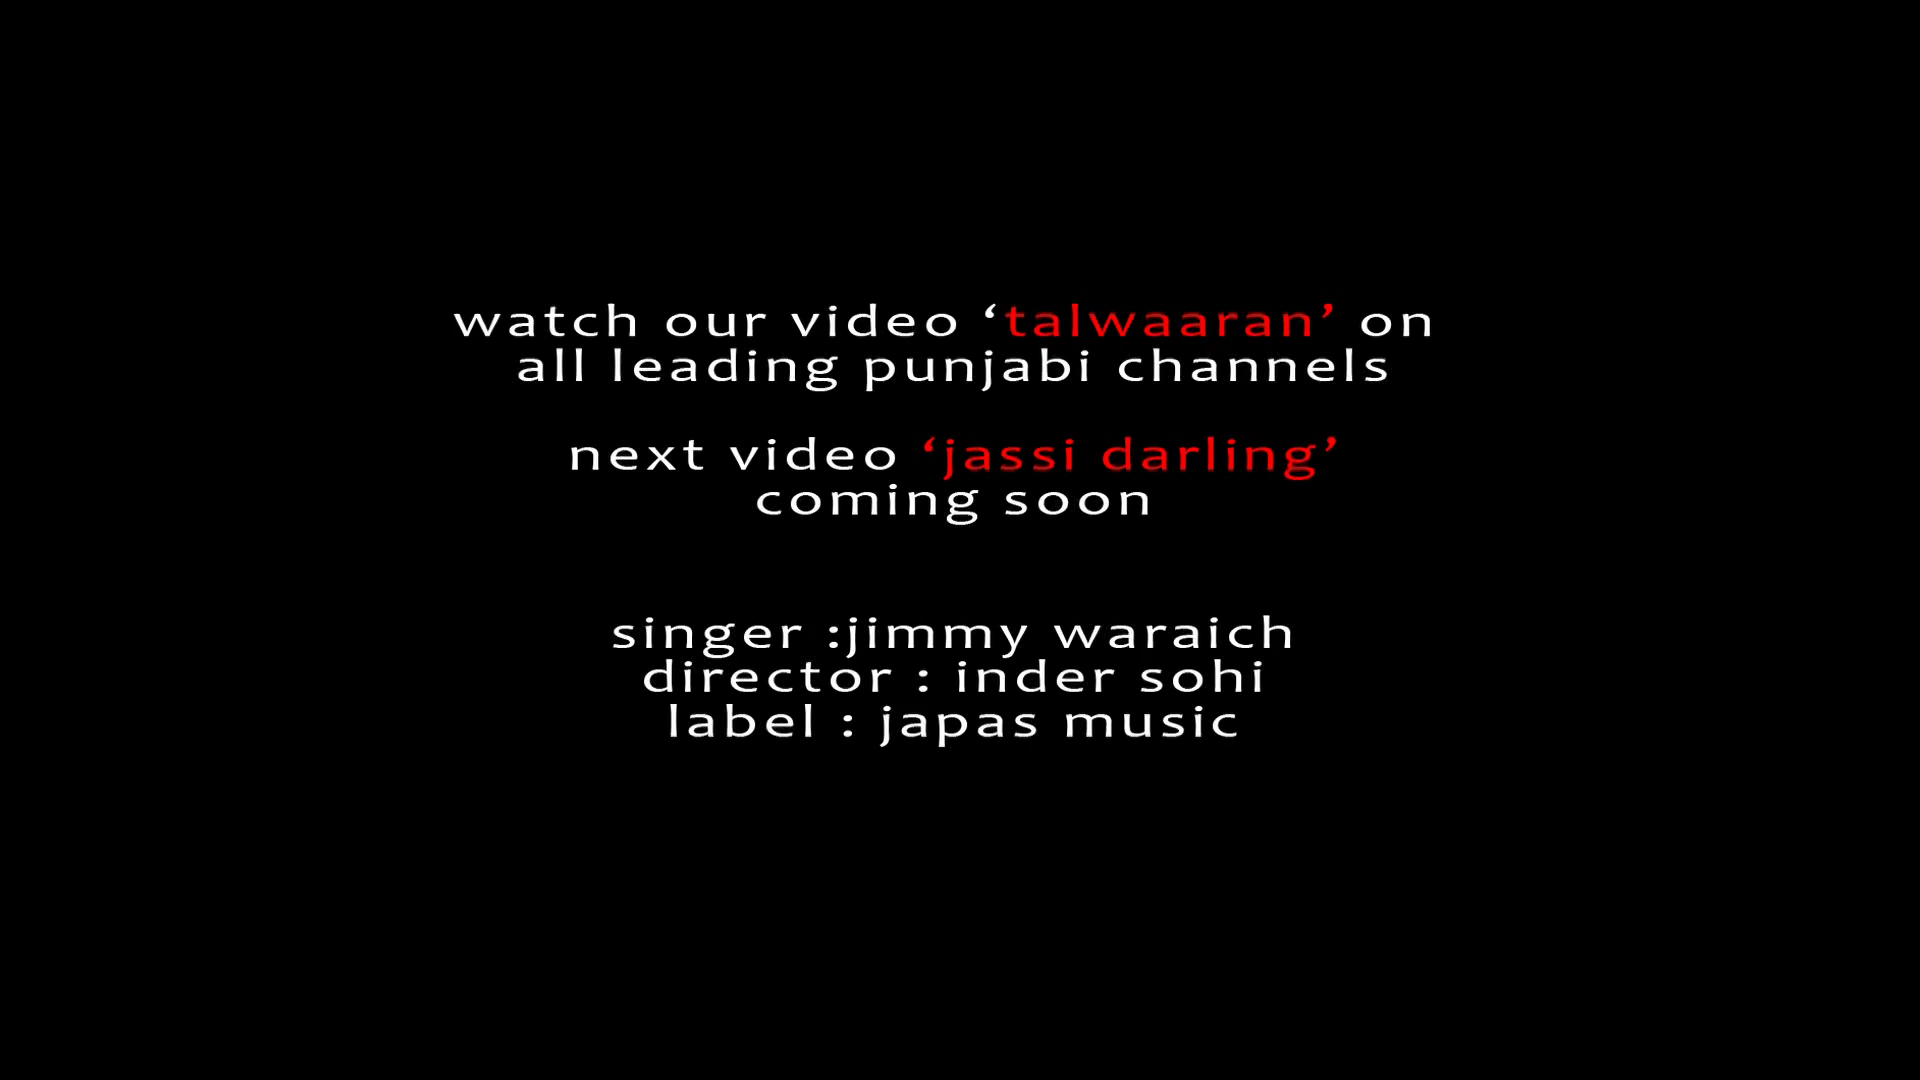 watch our video ‘talwaaran’ on
all leading punjabi channels
next video ‘jassi darling’
coming soon
singer :jimmy waraich
director : inder sohi
label : japas music